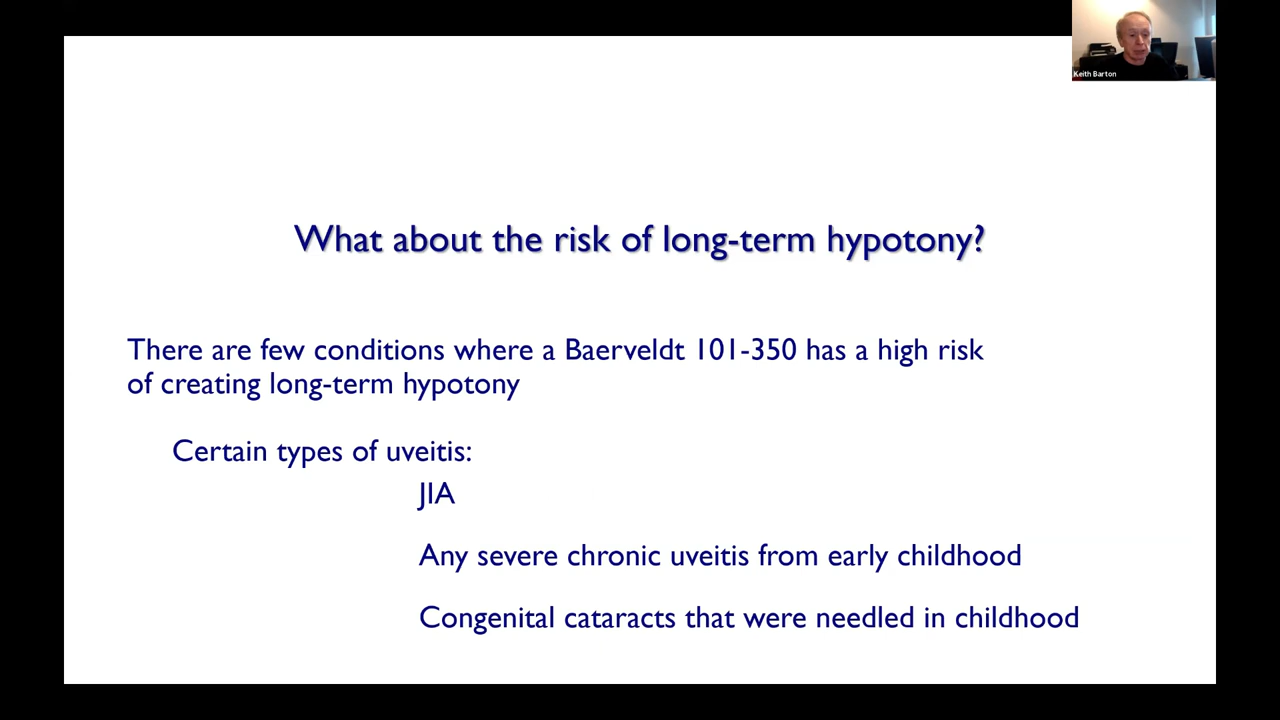 Keith Barton
What about the risk of long-term hypotony?
There are few conditions where a Baerveldt 101-350 has a high risk
of creating long-term hypotony
Certain types of uveitis:
JIA
Any severe chronic uveitis from early childhood
Congenital cataracts that were needled in childhood